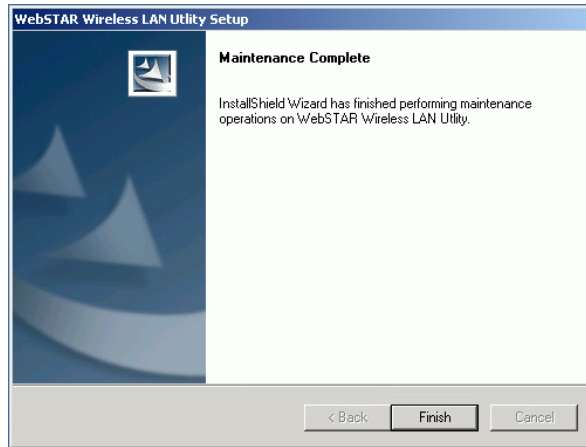 WebSTAR Wireless LAN Utlity Setup
Maintenance Complete
InstallShield Wizard has finished performing maintenance
operations on WebSTAR Wireless LAN Utlity.
< Back Finish Cancel